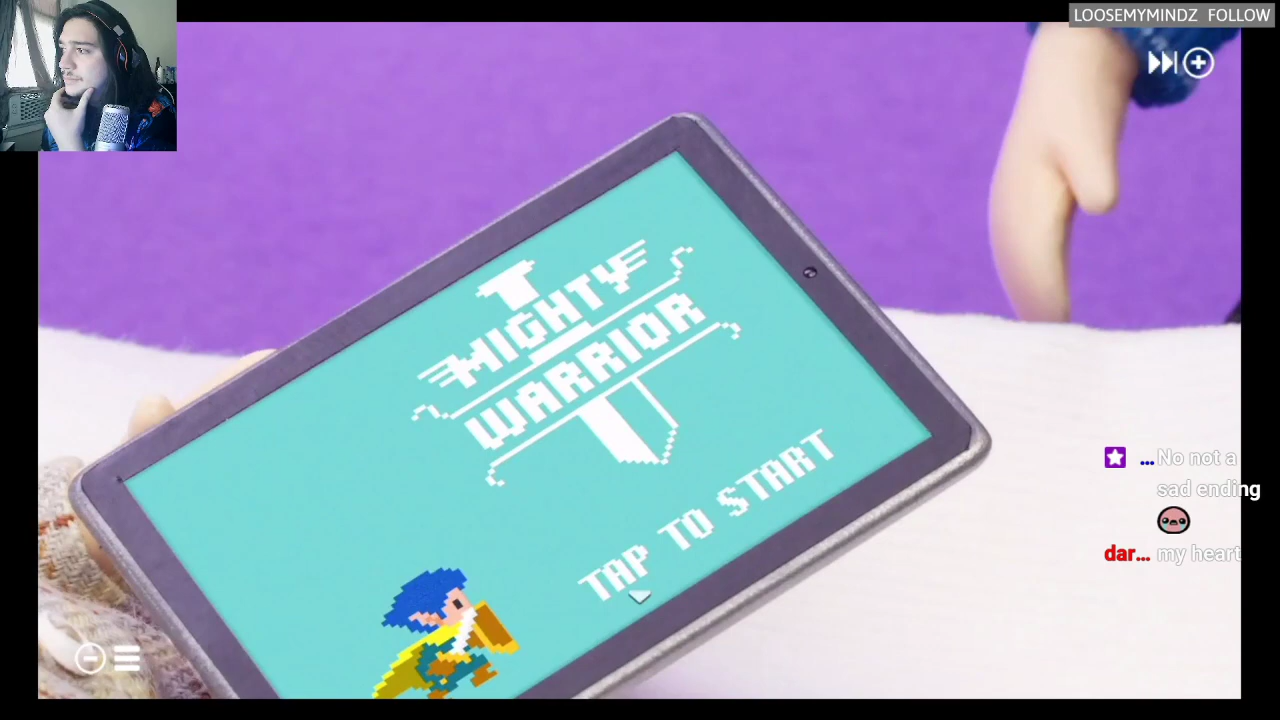 LOOSEMYMINDZ FOLLOW
MIGHTY
WARRIOR
TAP TO START
... No not a
sad ending
dar... my heart